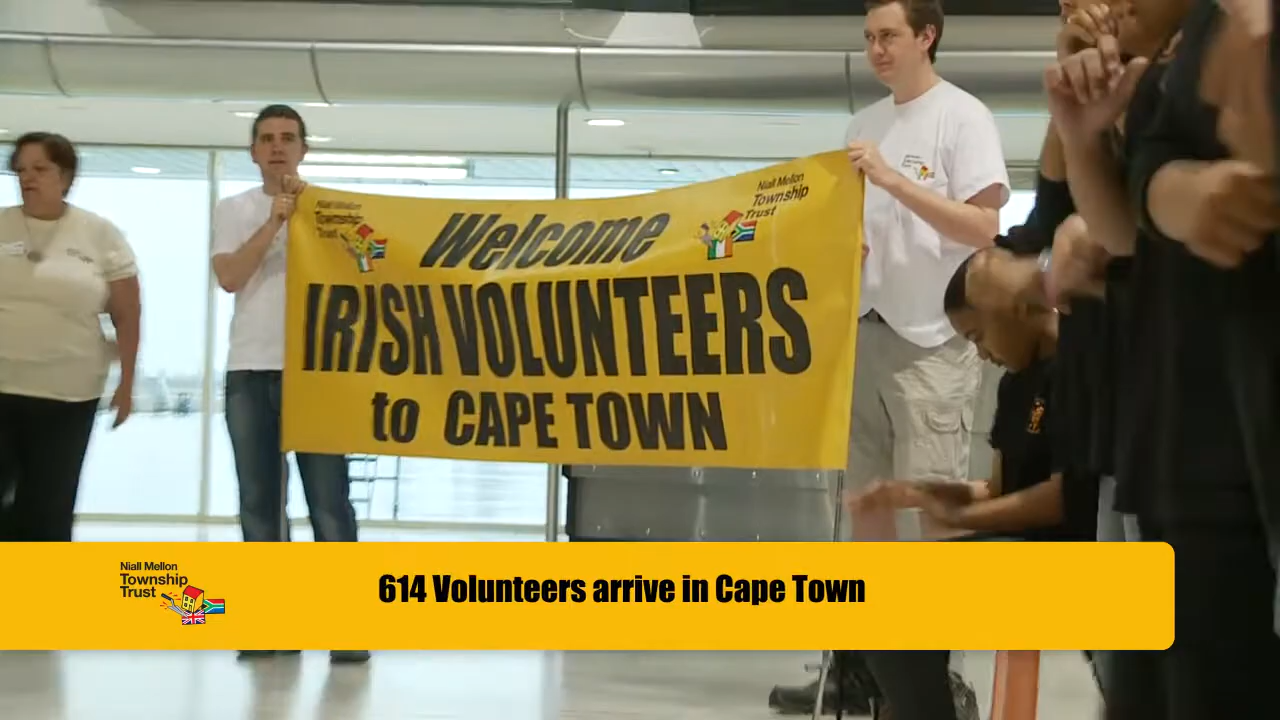 Niall Mellon
Township
Trust
Niall Mellon
Township
Trust
Welcome
IRISH VOLUNTEERS
to CAPE TOWN
Niall Mellon
Township
Trust
614 Volunteers arrive in Cape Town